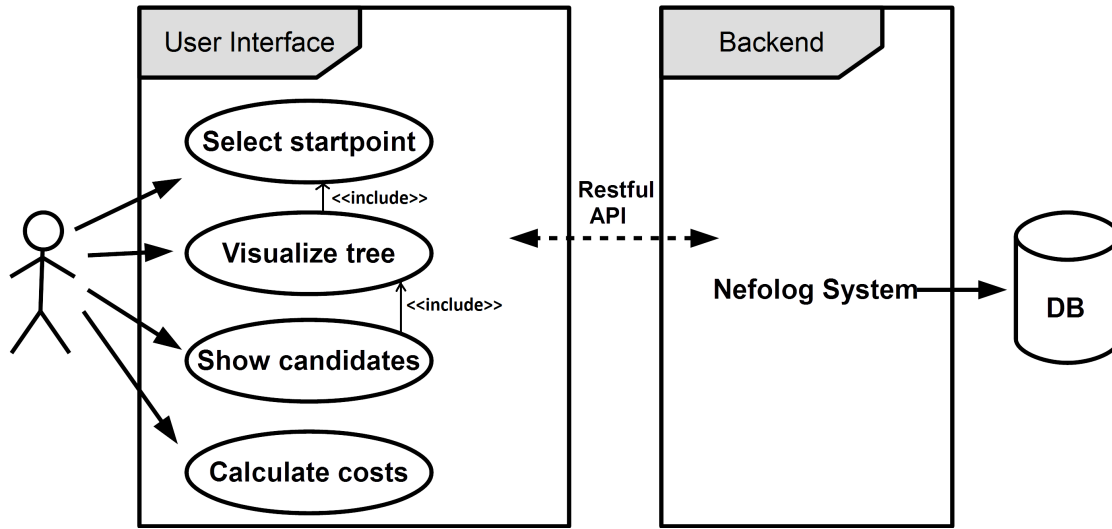 User Interface
Backend
Select startpoint
<<include>>
Restful
API
Visualize tree
<<include>>
Nefolog System
DB
Show candidates
Calculate costs